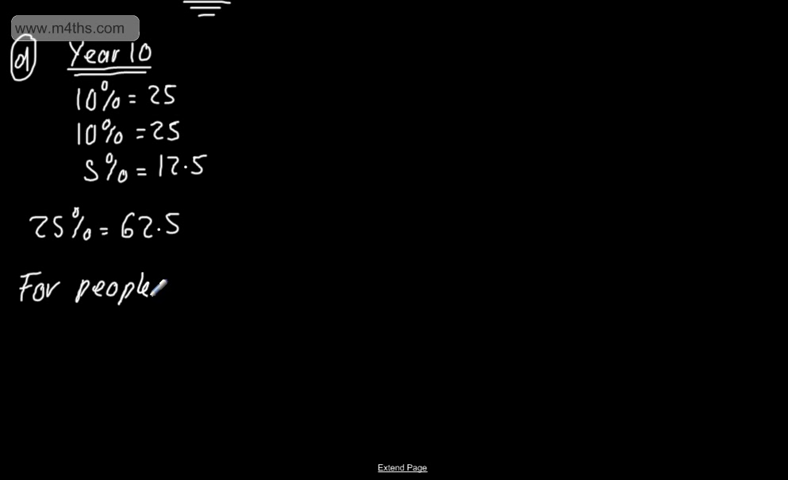 www.m4ths.com
d Year 10
10% = 25
10% = 25
5% = 12.5
25% = 62.5
For people
Extend Page